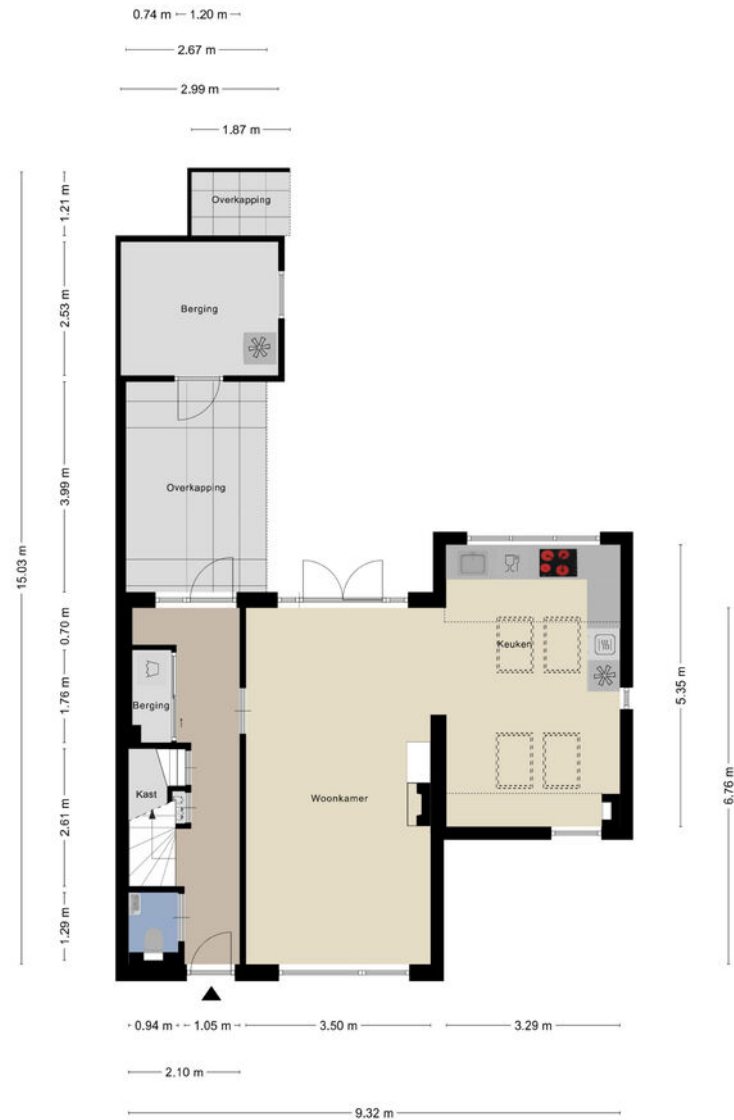 0.74 m
1.20 m
2.67 m
2.99 m
1.87 m
1.21 m
Overkapping
2.53 m
Berging
3.99 m
Overkapping
15.03 m
0.70 m
Keuken
1.76 m
Berging
5.35 m
6.76 m
Kast
Woonkamer
2.61 m
1.29 m
0.94 m
1.05 m
3.50 m
3.29 m
2.10 m
9.32 m